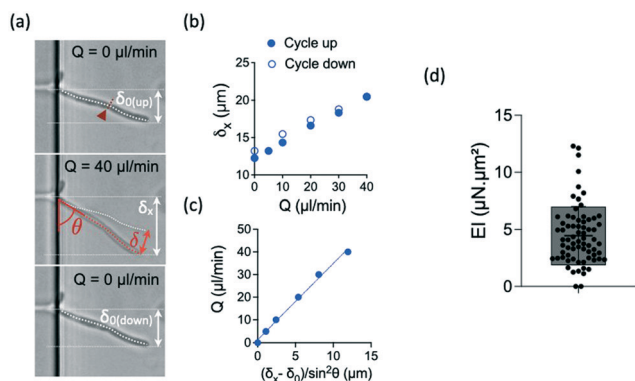 (a)
Q = 0 µl/min
δ0(up)
Q = 40 µl/min
θ
δ
δx
Q = 0 µl/min
δ0(down)
(b)
Cycle up
Cycle down
δx (µm)
25
20
15
10
0 10 20 30 40
Q (µl/min)
(c)
Q (µl/min)
50
40
30
20
10
0
0 5 10 15
(δx- δ0)/sin²θ (µm)
(d)
EI (µN.µm²)
15
10
5
0